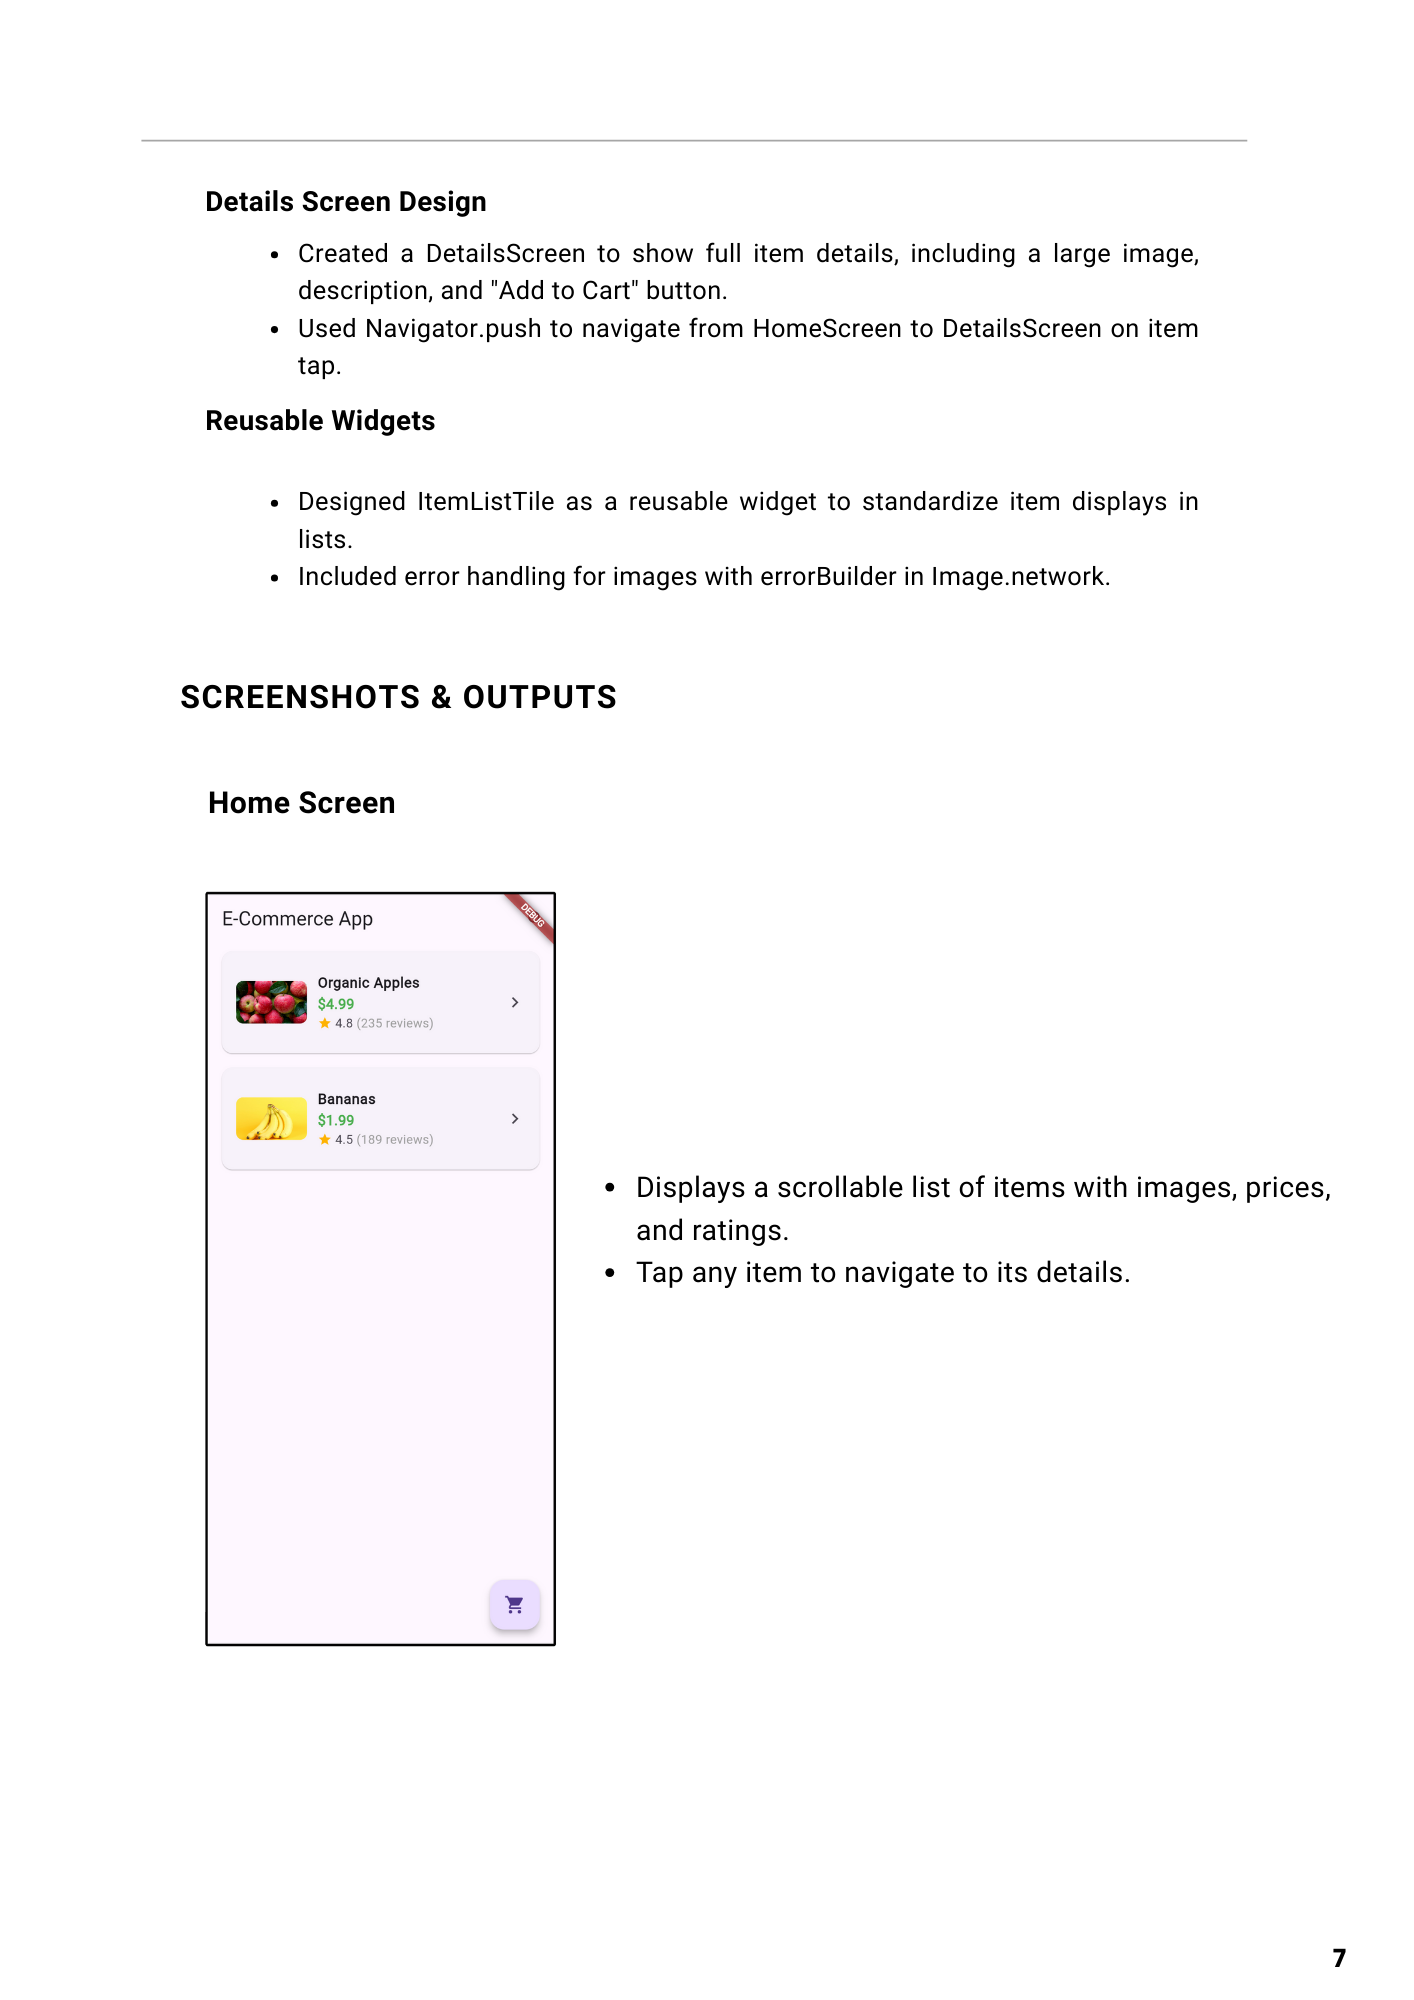 Details Screen Design
• Created a DetailsScreen to show full item details, including a large image,
description, and "Add to Cart" button.
• Used Navigator.push to navigate from HomeScreen to DetailsScreen on item
tap.
Reusable Widgets
• Designed ItemListTile as a reusable widget to standardize item displays in
lists.
• Included error handling for images with errorBuilder in Image.network.
SCREENSHOTS & OUTPUTS
Home Screen
E-Commerce App
DEBUG
Organic Apples
$4.99
4.8 (235 reviews)
Bananas
$1.99
4.5 (189 reviews)
• Displays a scrollable list of items with images, prices,
and ratings.
• Tap any item to navigate to its details.
7